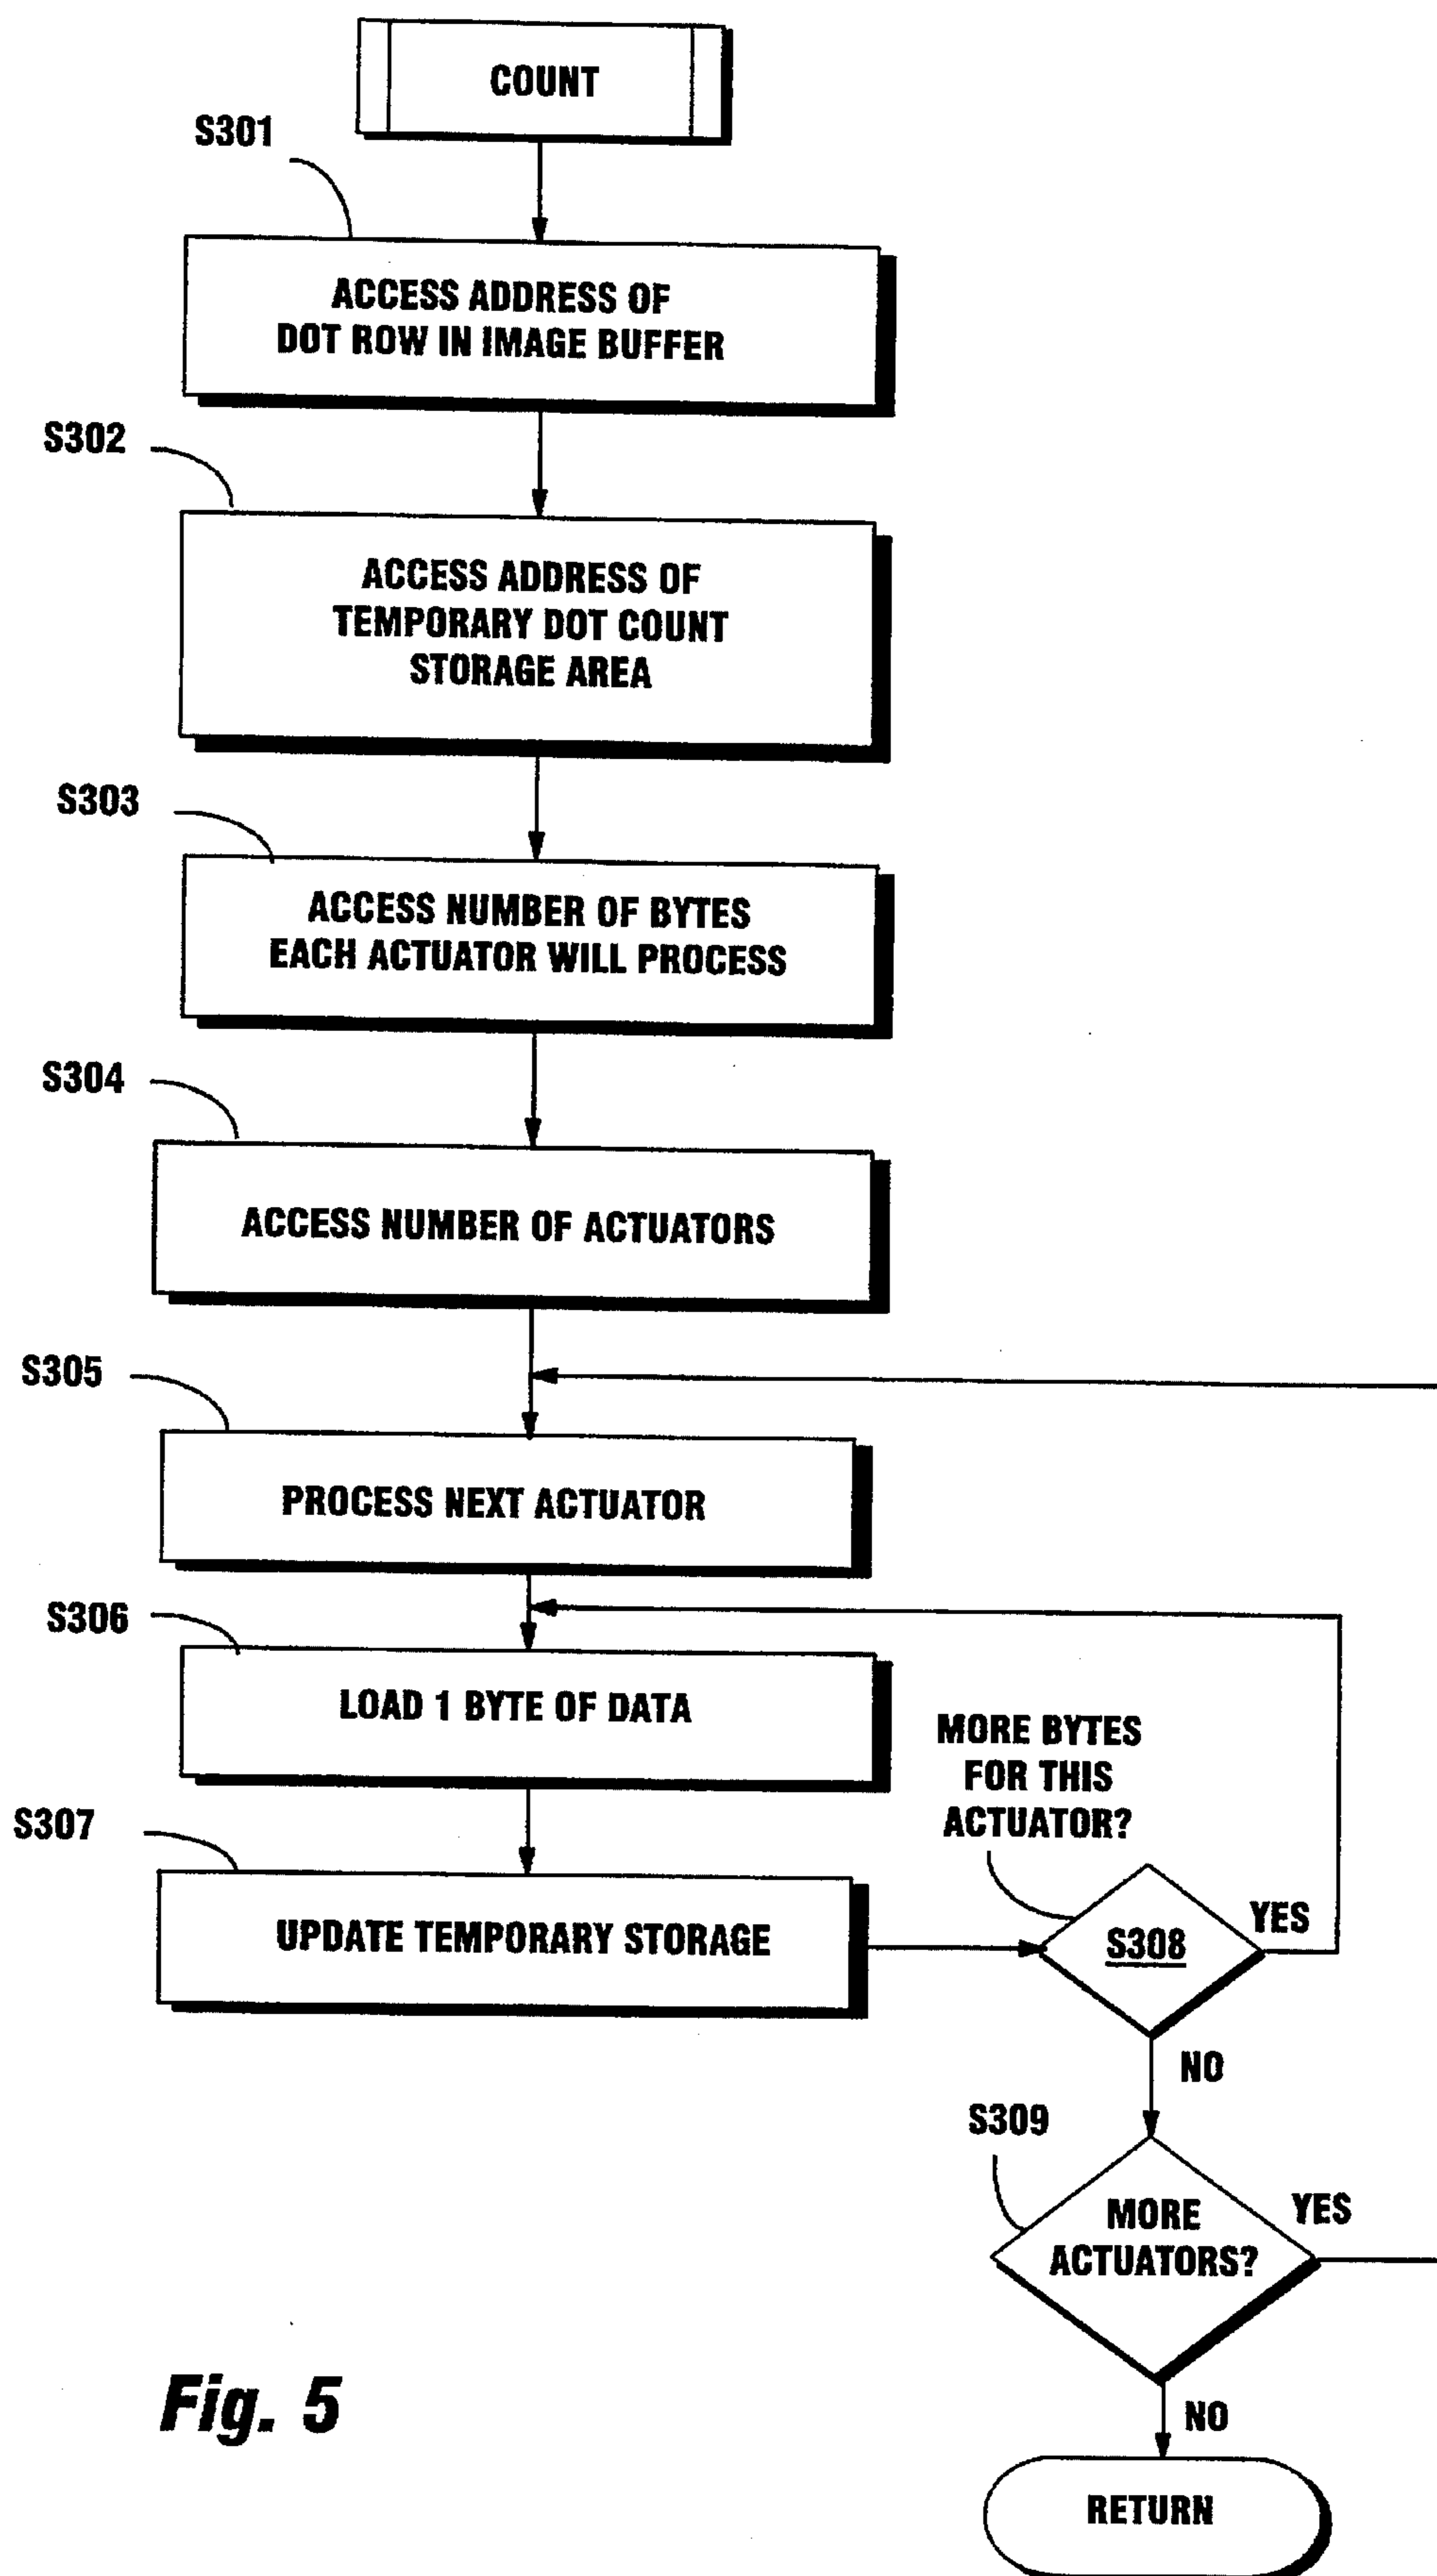 COUNT
S301
ACCESS ADDRESS OF
DOT ROW IN IMAGE BUFFER
S302
ACCESS ADDRESS OF
TEMPORARY DOT COUNT
STORAGE AREA
S303
ACCESS NUMBER OF BYTES
EACH ACTUATOR WILL PROCESS
S304
ACCESS NUMBER OF ACTUATORS
S305
PROCESS NEXT ACTUATOR
S306
LOAD 1 BYTE OF DATA
MORE BYTES
FOR THIS
ACTUATOR?
S307
UPDATE TEMPORARY STORAGE
S308
YES
NO
S309
MORE
ACTUATORS?
YES
NO
RETURN
Fig. 5